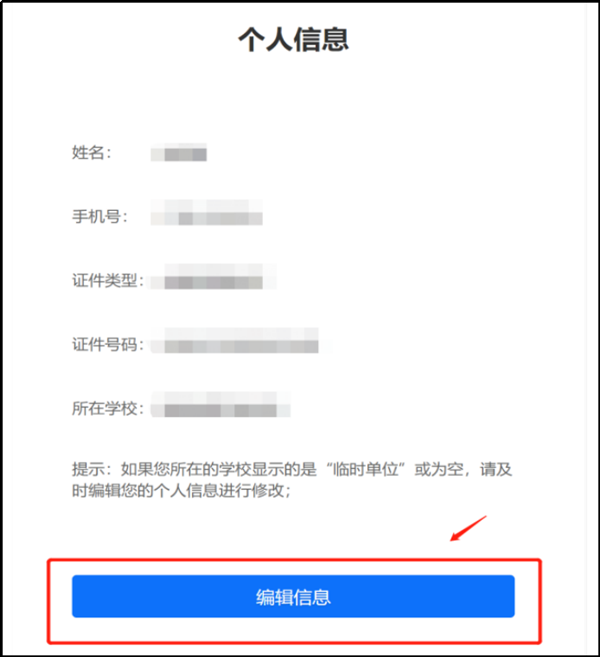 个人信息
姓名：
手机号：
证件类型：
证件号码：
所在学校：
提示：如果您所在的学校显示的是“临时单位”或为空，请及
时编辑您的个人信息进行修改；
编辑信息